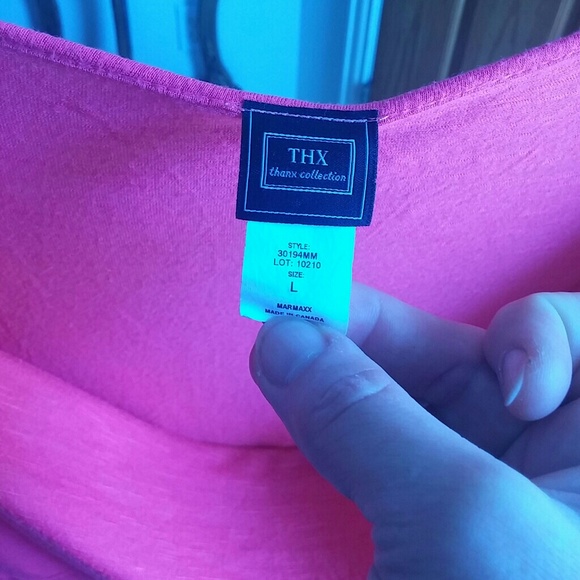 THX
thanx collection
STYLE:
30194MM
LOT: 10210
SIZE:
L
MARMAXX
MADE IN CANADA